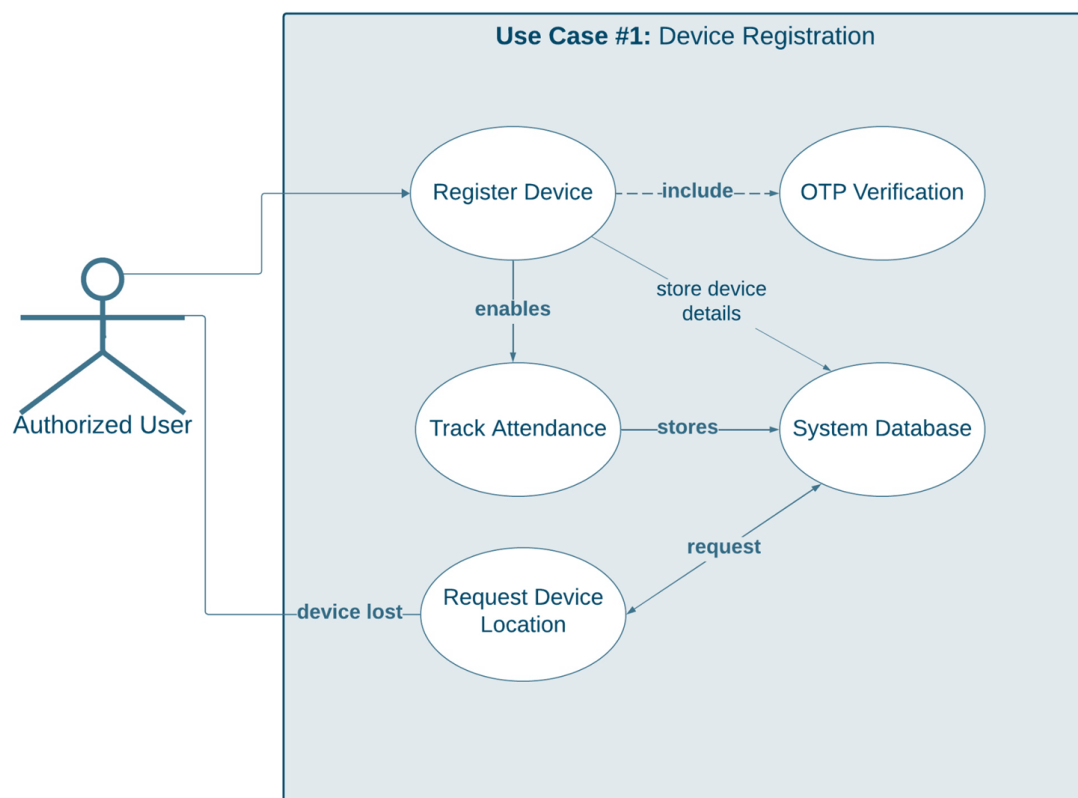 Use Case #1: Device Registration
Register Device
include
OTP Verification
enables
store device
details
Authorized User
Track Attendance
stores
System Database
request
Request Device
Location
device lost